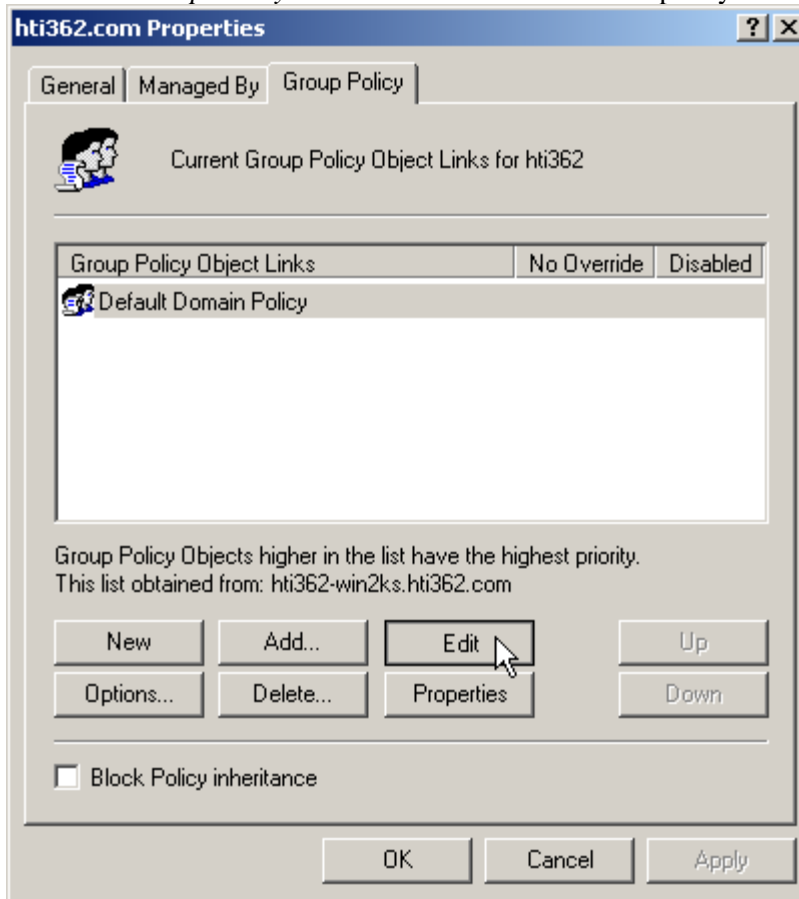 hti362.com Properties ? X
General Managed By Group Policy
Current Group Policy Object Links for hti362
Group Policy Object Links No Override Disabled
Default Domain Policy
Group Policy Objects higher in the list have the highest priority.
This list obtained from: hti362-win2ks.hti362.com
New Add... Edit Up
Options... Delete... Properties Down
Block Policy inheritance
OK Cancel Apply